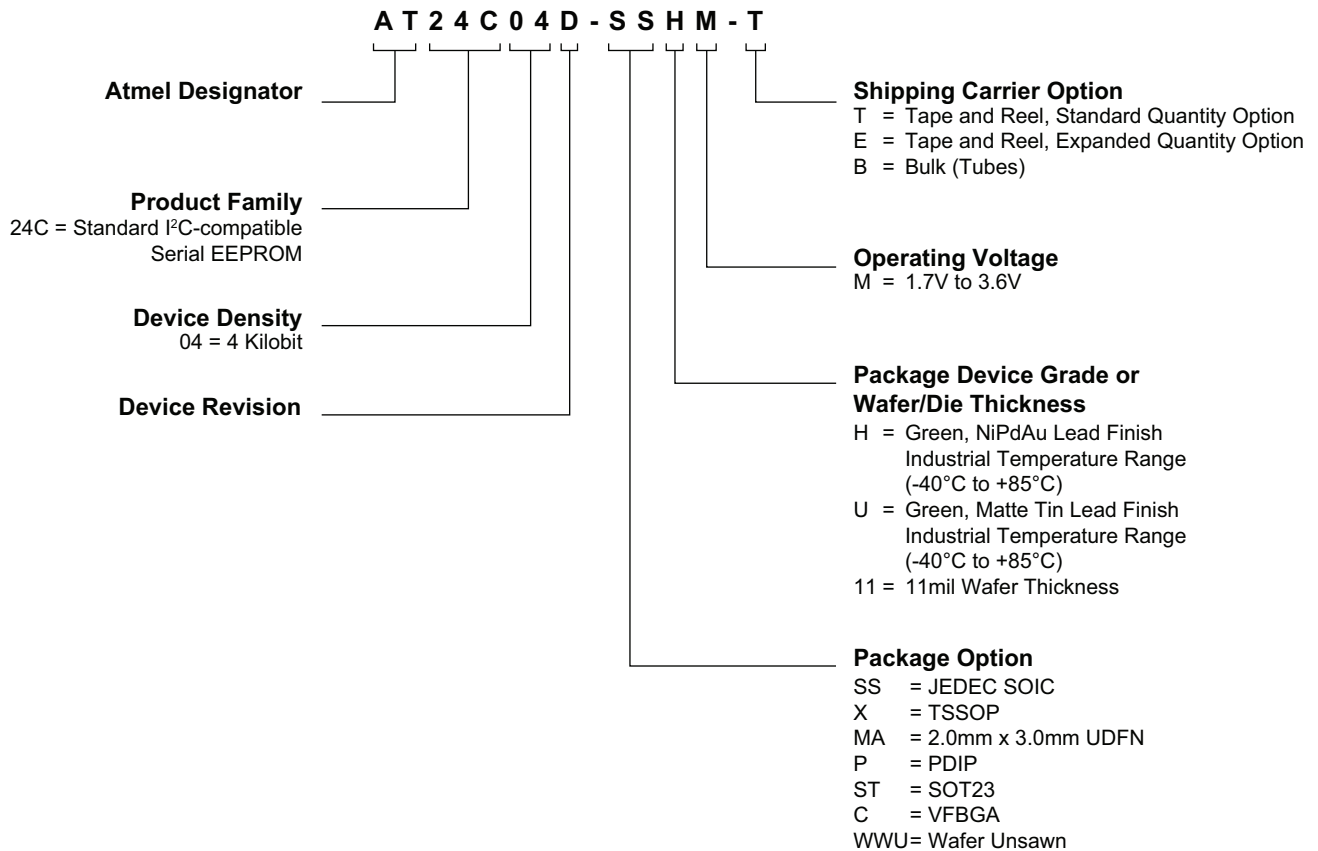 AT24C04D-SSHM-T
Atmel Designator
Product Family
24C = Standard I²C-compatible
Serial EEPROM
Device Density
04 = 4 Kilobit
Device Revision
Shipping Carrier Option
T = Tape and Reel, Standard Quantity Option
E = Tape and Reel, Expanded Quantity Option
B = Bulk (Tubes)
Operating Voltage
M = 1.7V to 3.6V
Package Device Grade or
Wafer/Die Thickness
H = Green, NiPdAu Lead Finish
Industrial Temperature Range
(-40°C to +85°C)
U = Green, Matte Tin Lead Finish
Industrial Temperature Range
(-40°C to +85°C)
11 = 11mil Wafer Thickness
Package Option
SS = JEDEC SOIC
X = TSSOP
MA = 2.0mm x 3.0mm UDFN
P = PDIP
ST = SOT23
C = VFBGA
WWU= Wafer Unsawn